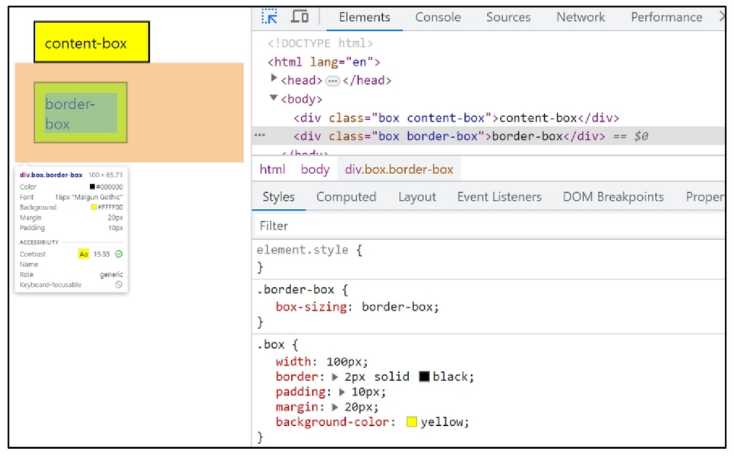 content-box
border-
box
div.box.border-box 100 × 65.71
Color #000000
Font 16px "Malgun Gothic"
Background #FFFF00
Margin 20px
Padding 10px
ACCESSIBILITY
Contrast Aa 19.55
Name
Role generic
Keyboard-focusable
Elements Console Sources Network Performance
<!DOCTYPE html>
<html lang="en">
<head> ⋯ </head>
<body>
<div class="box content-box">content-box</div>
⋯ <div class="box border-box">border-box</div> == $0
</body>
html body div.box.border-box
Styles Computed Layout Event Listeners DOM Breakpoints Proper
Filter
element.style {
}
.border-box {
box-sizing: border-box;
}
.box {
width: 100px;
border: 2px solid black;
padding: 10px;
margin: 20px;
background-color: yellow;
}